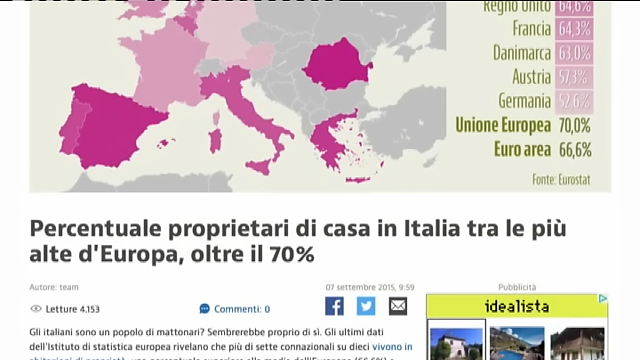 Regno Unito 64,6%
Francia 64,3%
Danimarca 63,0%
Austria 57,3%
Germania 52,6%
Unione Europea 70,0%
Euro area 66,6%
Fonte: Eurostat
Percentuale proprietari di casa in Italia tra le più
alte d'Europa, oltre il 70%
Autore: team
07 settembre 2015, 9:59
Pubblicità
Letture 4.153
Commenti: 0
idealista
Gli italiani sono un popolo di mattonari? Sembrerebbe proprio di sì. Gli ultimi dati
dell'Istituto di statistica europea rivelano che più di sette connazionali su dieci vivono in